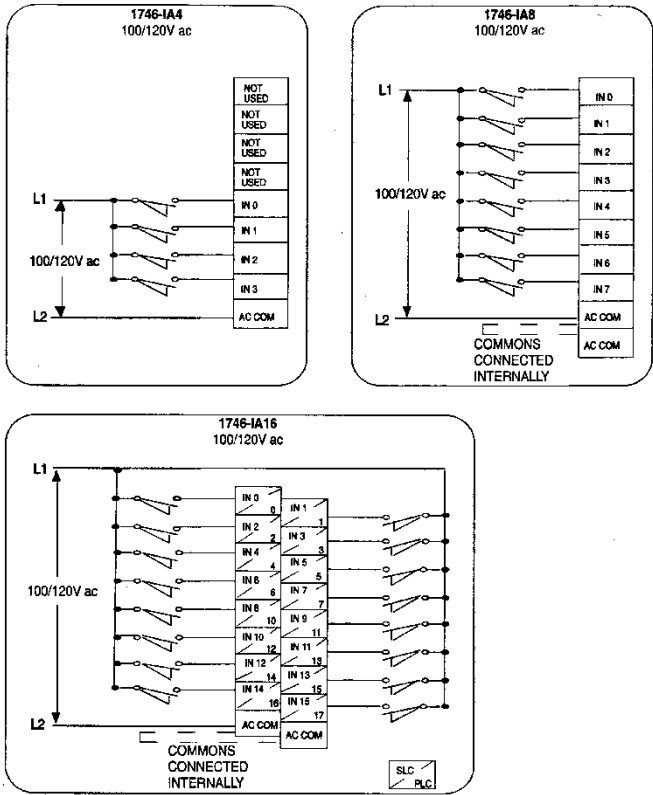 1746-IA4
100/120V ac
NOT
USED
NOT
USED
NOT
USED
NOT
USED
L1
IN 0
IN 1
100/120V ac
IN 2
IN 3
L2
AC COM
1746-IA8
100/120V ac
L1
IN 0
IN 1
IN 2
IN 3
100/120V ac
IN 4
IN 5
IN 6
IN 7
L2
AC COM
COMMONS
CONNECTED
INTERNALLY
AC COM
1746-IA16
100/120V ac
L1
IN 0
0
IN 1
1
IN 2
2
IN 3
3
IN 4
4
IN 5
5
100/120V ac
IN 6
6
IN 7
7
IN 8
10
IN 9
11
IN 10
12
IN 11
13
IN 12
14
IN 13
15
IN 14
16
IN 15
17
L2
AC COM
AC COM
COMMONS
CONNECTED
INTERNALLY
SLC
PLC